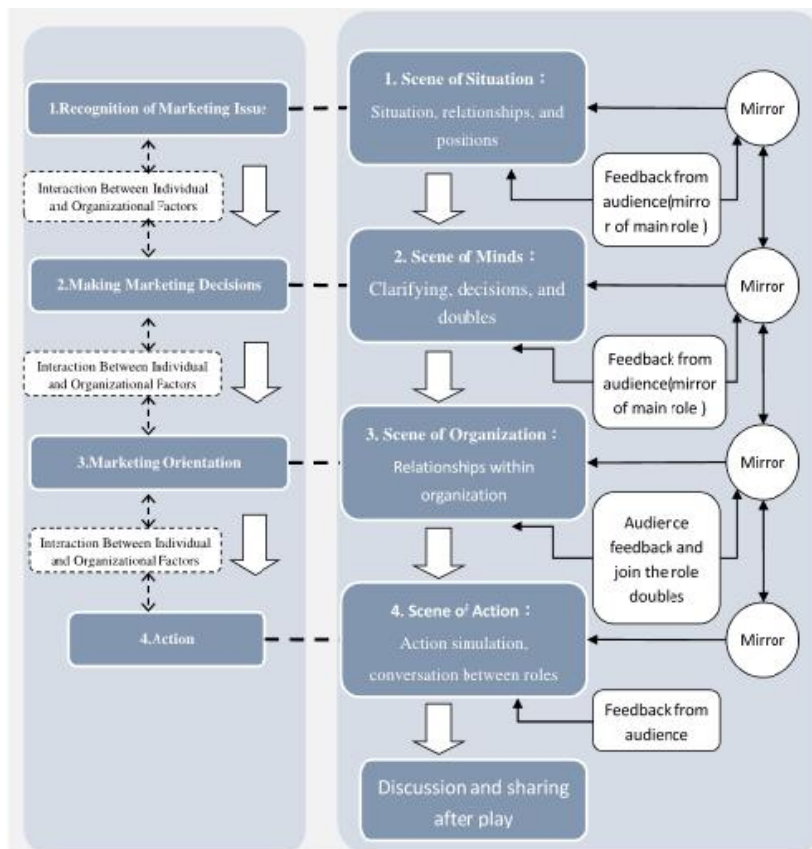 1.Recognition of Marketing Issue
Interaction Between Individual
and Organizational Factors
2.Making Marketing Decisions
Interaction Between Individual
and Organizational Factors
3.Marketing Orientation
Interaction Between Individual
and Organizational Factors
4.Action
1. Scene of Situation：
Situation, relationships, and
positions
Mirror
Feedback from
audience(mirro
r of main role )
2. Scene of Minds：
Clarifying, decisions, and
doubles
Mirror
Feedback from
audience(mirror
of main role )
3. Scene of Organization：
Relationships within
organization
Mirror
Audience
feedback and
join the role
doubles
4. Scene of Action：
Action simulation,
conversation between roles
Mirror
Feedback from
audience
Discussion and sharing
after play